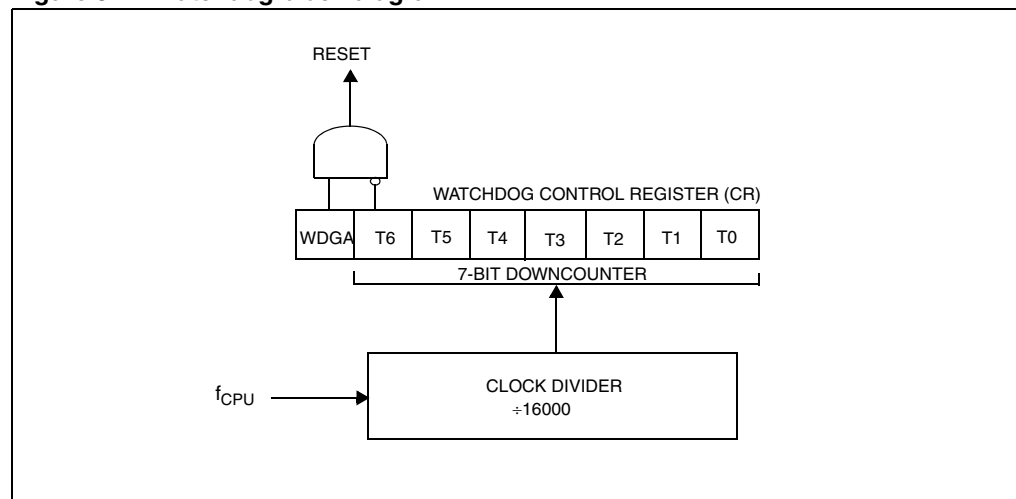 RESET
WATCHDOG CONTROL REGISTER (CR)
WDGA T6 T5 T4 T3 T2 T1 T0
7-BIT DOWNCOUNTER
fCPU
CLOCK DIVIDER
÷16000